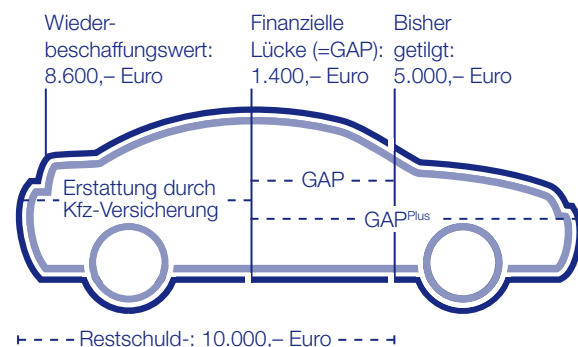 Wieder-
beschaffungswert:
8.600,– Euro
Finanzielle
Lücke (=GAP):
1.400,– Euro
Bisher
getilgt:
5.000,– Euro
Erstattung durch
Kfz-Versicherung
GAP
GAPPlus
Restschuld-: 10.000,– Euro